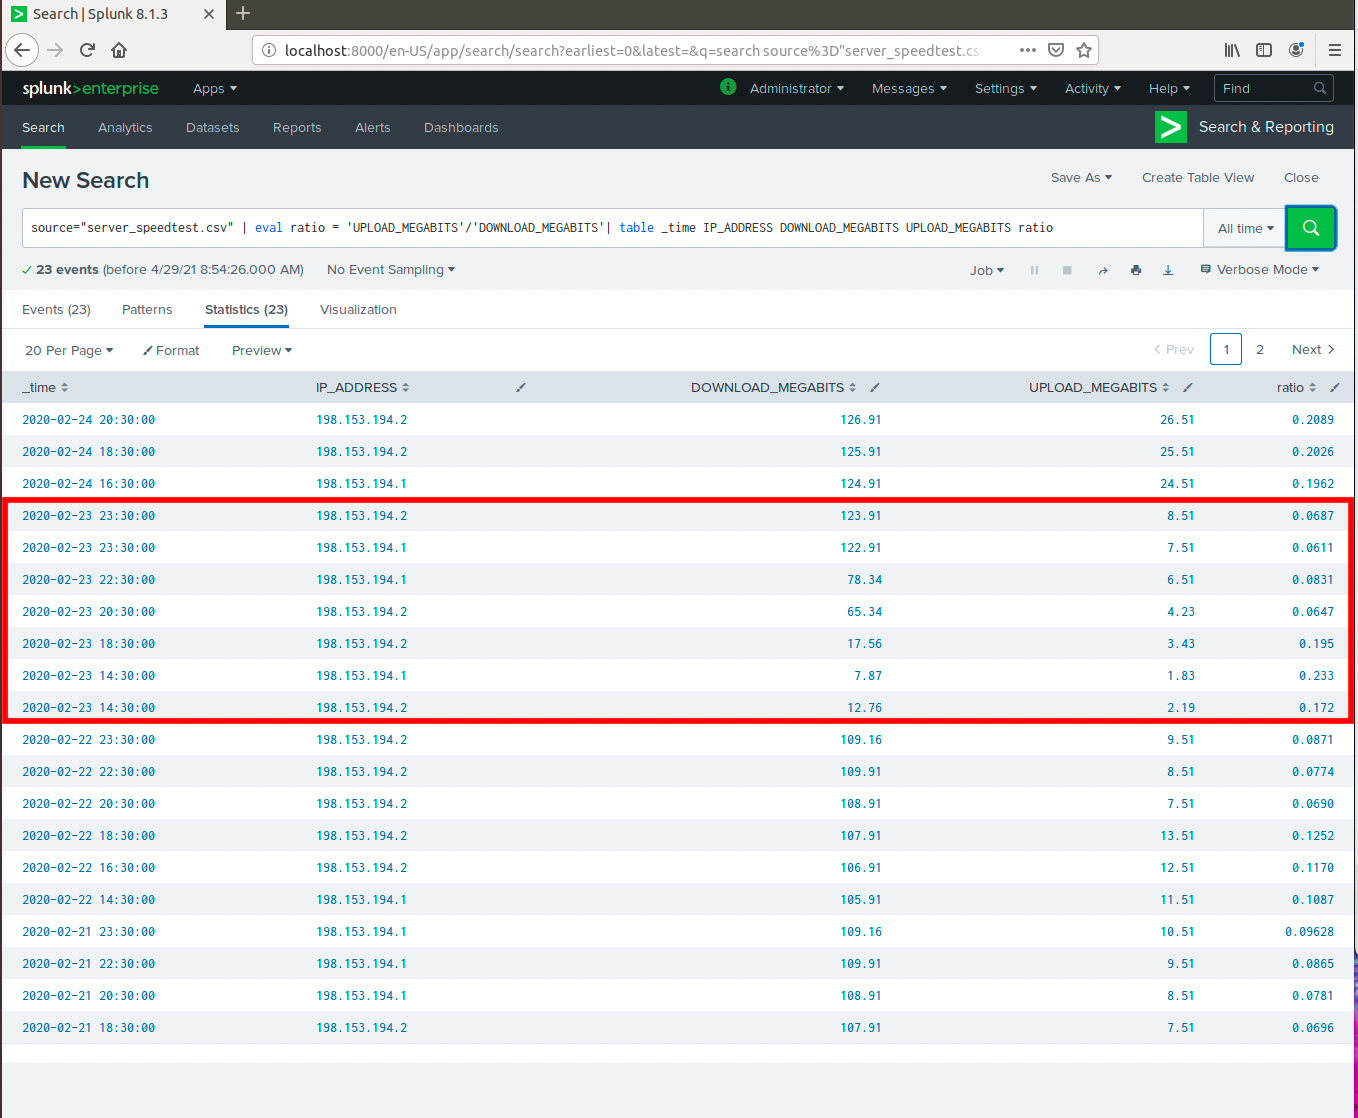 Search | Splunk 8.1.3
localhost:8000/en-US/app/search/search?earliest=0&latest=&q=search source%3D"server_speedtest.cs
splunk>enterprise Apps Administrator Messages Settings Activity Help Find
Search Analytics Datasets Reports Alerts Dashboards Search & Reporting
New Search Save As Create Table View Close
source="server_speedtest.csv" | eval ratio = 'UPLOAD_MEGABITS'/'DOWNLOAD_MEGABITS'| table _time IP_ADDRESS DOWNLOAD_MEGABITS UPLOAD_MEGABITS ratio All time
23 events (before 4/29/21 8:54:26.000 AM) No Event Sampling Job Verbose Mode
Events (23) Patterns Statistics (23) Visualization
20 Per Page Format Preview < Prev 1 2 Next >
_time IP_ADDRESS DOWNLOAD_MEGABITS UPLOAD_MEGABITS ratio
2020-02-24 20:30:00 198.153.194.2 126.91 26.51 0.2089
2020-02-24 18:30:00 198.153.194.2 125.91 25.51 0.2026
2020-02-24 16:30:00 198.153.194.1 124.91 24.51 0.1962
2020-02-23 23:30:00 198.153.194.2 123.91 8.51 0.0687
2020-02-23 23:30:00 198.153.194.1 122.91 7.51 0.0611
2020-02-23 22:30:00 198.153.194.1 78.34 6.51 0.0831
2020-02-23 20:30:00 198.153.194.2 65.34 4.23 0.0647
2020-02-23 18:30:00 198.153.194.2 17.56 3.43 0.195
2020-02-23 14:30:00 198.153.194.1 7.87 1.83 0.233
2020-02-23 14:30:00 198.153.194.2 12.76 2.19 0.172
2020-02-22 23:30:00 198.153.194.2 109.16 9.51 0.0871
2020-02-22 22:30:00 198.153.194.2 109.91 8.51 0.0774
2020-02-22 20:30:00 198.153.194.2 108.91 7.51 0.0690
2020-02-22 18:30:00 198.153.194.2 107.91 13.51 0.1252
2020-02-22 16:30:00 198.153.194.2 106.91 12.51 0.1170
2020-02-22 14:30:00 198.153.194.1 105.91 11.51 0.1087
2020-02-21 23:30:00 198.153.194.1 109.16 10.51 0.09628
2020-02-21 22:30:00 198.153.194.1 109.91 9.51 0.0865
2020-02-21 20:30:00 198.153.194.1 108.91 8.51 0.0781
2020-02-21 18:30:00 198.153.194.2 107.91 7.51 0.0696